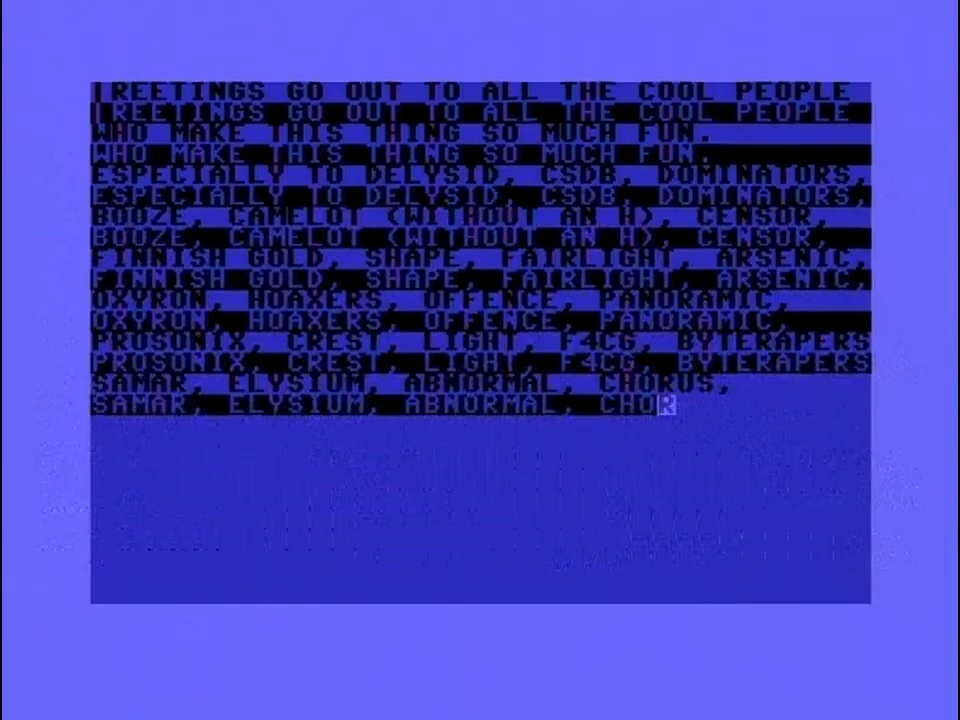 REETINGS GO OUT TO ALL THE COOL PEOPLE
REETINGS GO OUT TO ALL THE COOL PEOPLE
WHO MAKE THIS THING SO MUCH FUN.
WHO MAKE THIS THING SO MUCH FUN.
ESPECIALLY TO DELYSID, CSDB, DOMINATORS,
ESPECIALLY TO DELYSID, CSDB, DOMINATORS,
BOOZE, CAMELOT (WITHOUT AN H), CENSOR,
BOOZE, CAMELOT (WITHOUT AN H), CENSOR,
FINNISH GOLD, SHAPE, FAIRLIGHT, ARSENIC,
FINNISH GOLD, SHAPE, FAIRLIGHT, ARSENIC,
OXYRON, HOAXERS, OFFENCE, PANORAMIC,
OXYRON, HOAXERS, OFFENCE, PANORAMIC,
PROSONIX, CREST, LIGHT, F4CG, BYTERAPERS
PROSONIX, CREST, LIGHT, F4CG, BYTERAPERS
SAMAR, ELYSIUM, ABNORMAL, CHORUS,
SAMAR, ELYSIUM, ABNORMAL, CHOR